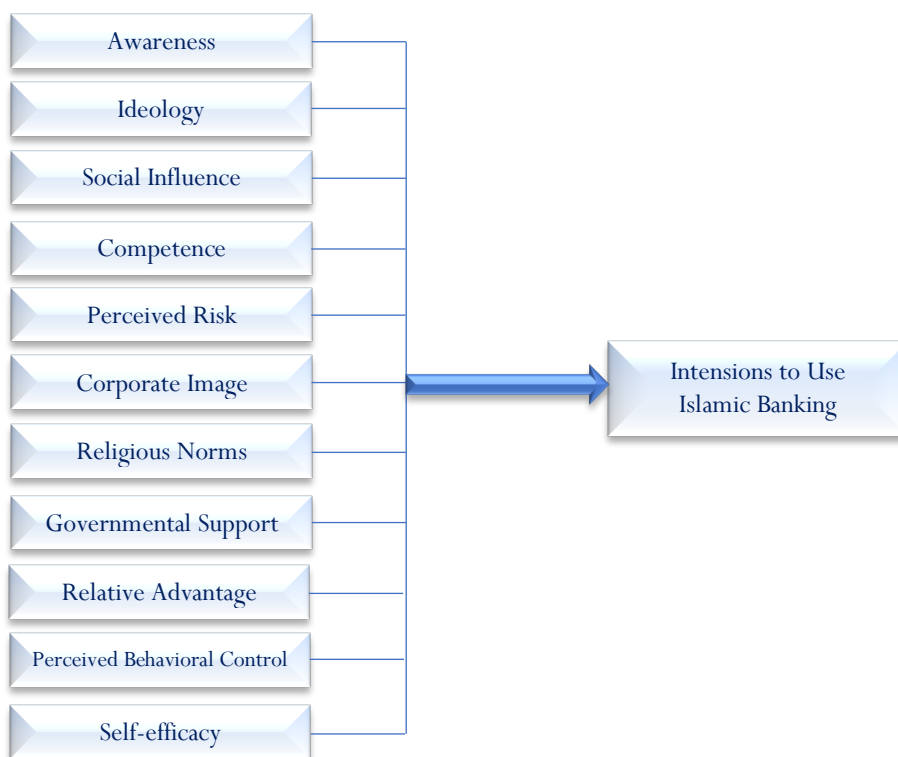 Awareness
Ideology
Social Influence
Competence
Perceived Risk
Corporate Image
Religious Norms
Governmental Support
Relative Advantage
Perceived Behavioral Control
Self-efficacy
Intensions to Use
Islamic Banking